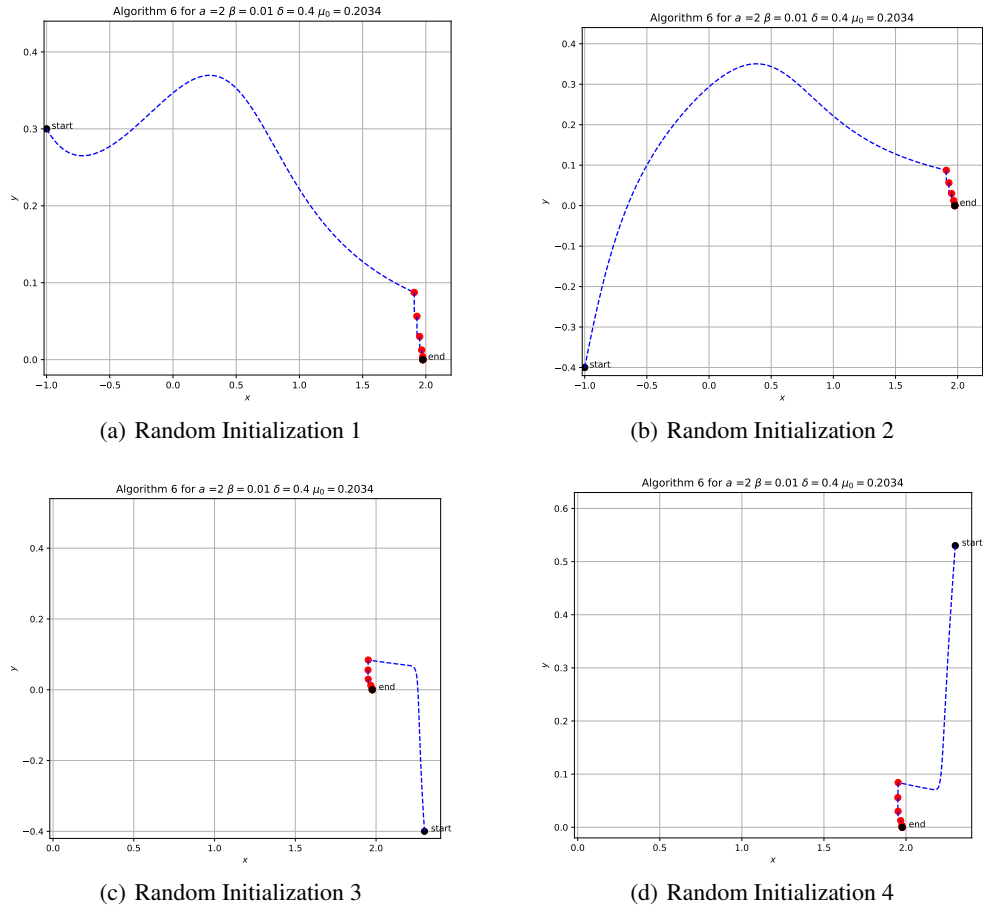 Algorithm 6 for a =2 β = 0.01 δ = 0.4 μ₀ = 0.2034
0.4
0.3
0.2
0.1
0.0
y
start
end
−1.0 −0.5 0.0 0.5 1.0 1.5 2.0
x
(a) Random Initialization 1
Algorithm 6 for a =2 β = 0.01 δ = 0.4 μ₀ = 0.2034
0.4
0.3
0.2
0.1
0.0
−0.1
−0.2
−0.3
−0.4
y
end
start
−1.0 −0.5 0.0 0.5 1.0 1.5 2.0
x
(b) Random Initialization 2
Algorithm 6 for a =2 β = 0.01 δ = 0.4 μ₀ = 0.2034
0.4
0.2
0.0
−0.2
−0.4
y
end
start
0.0 0.5 1.0 1.5 2.0
x
(c) Random Initialization 3
Algorithm 6 for a =2 β = 0.01 δ = 0.4 μ₀ = 0.2034
0.6
0.5
0.4
0.3
0.2
0.1
0.0
y
start
end
0.0 0.5 1.0 1.5 2.0
x
(d) Random Initialization 4